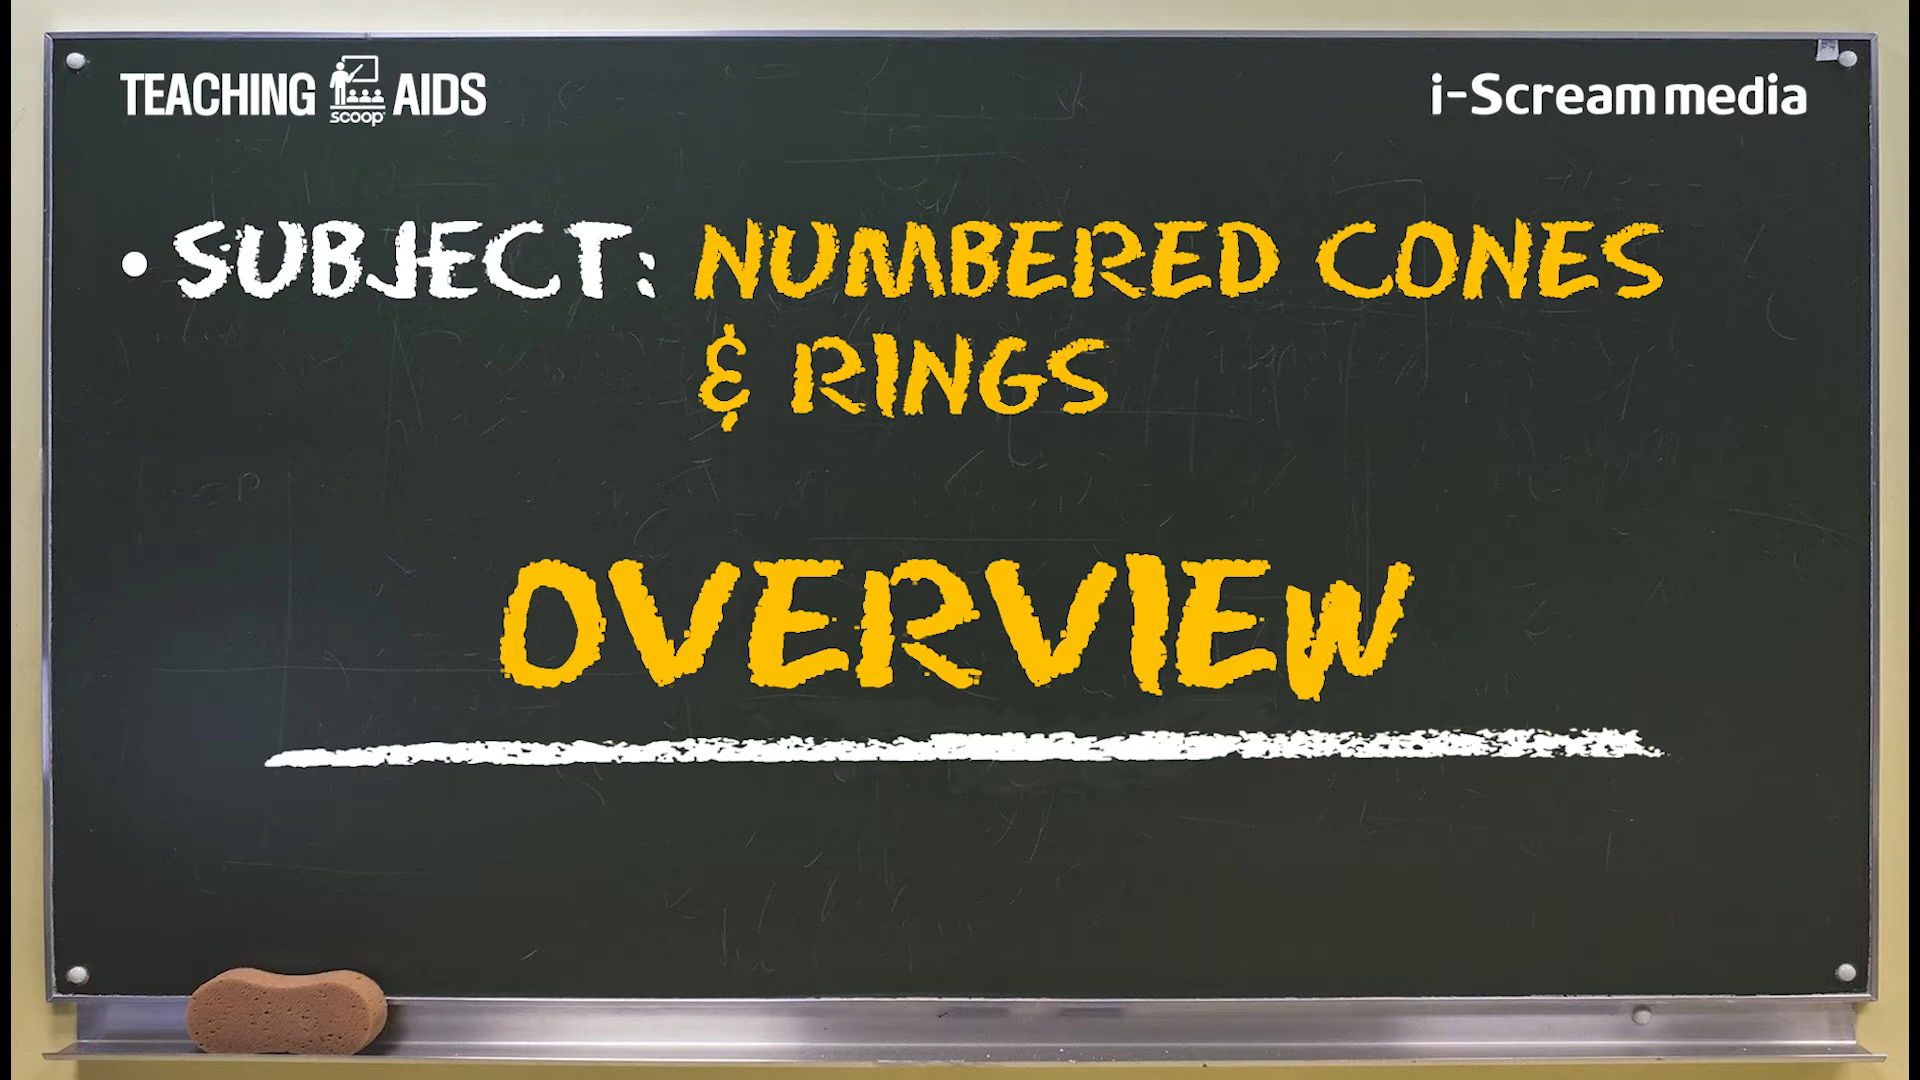 TEACHING scoop AIDS
i-Scream media
• SUBJECT: NUMBERED CONES
& RINGS
OVERVIEW